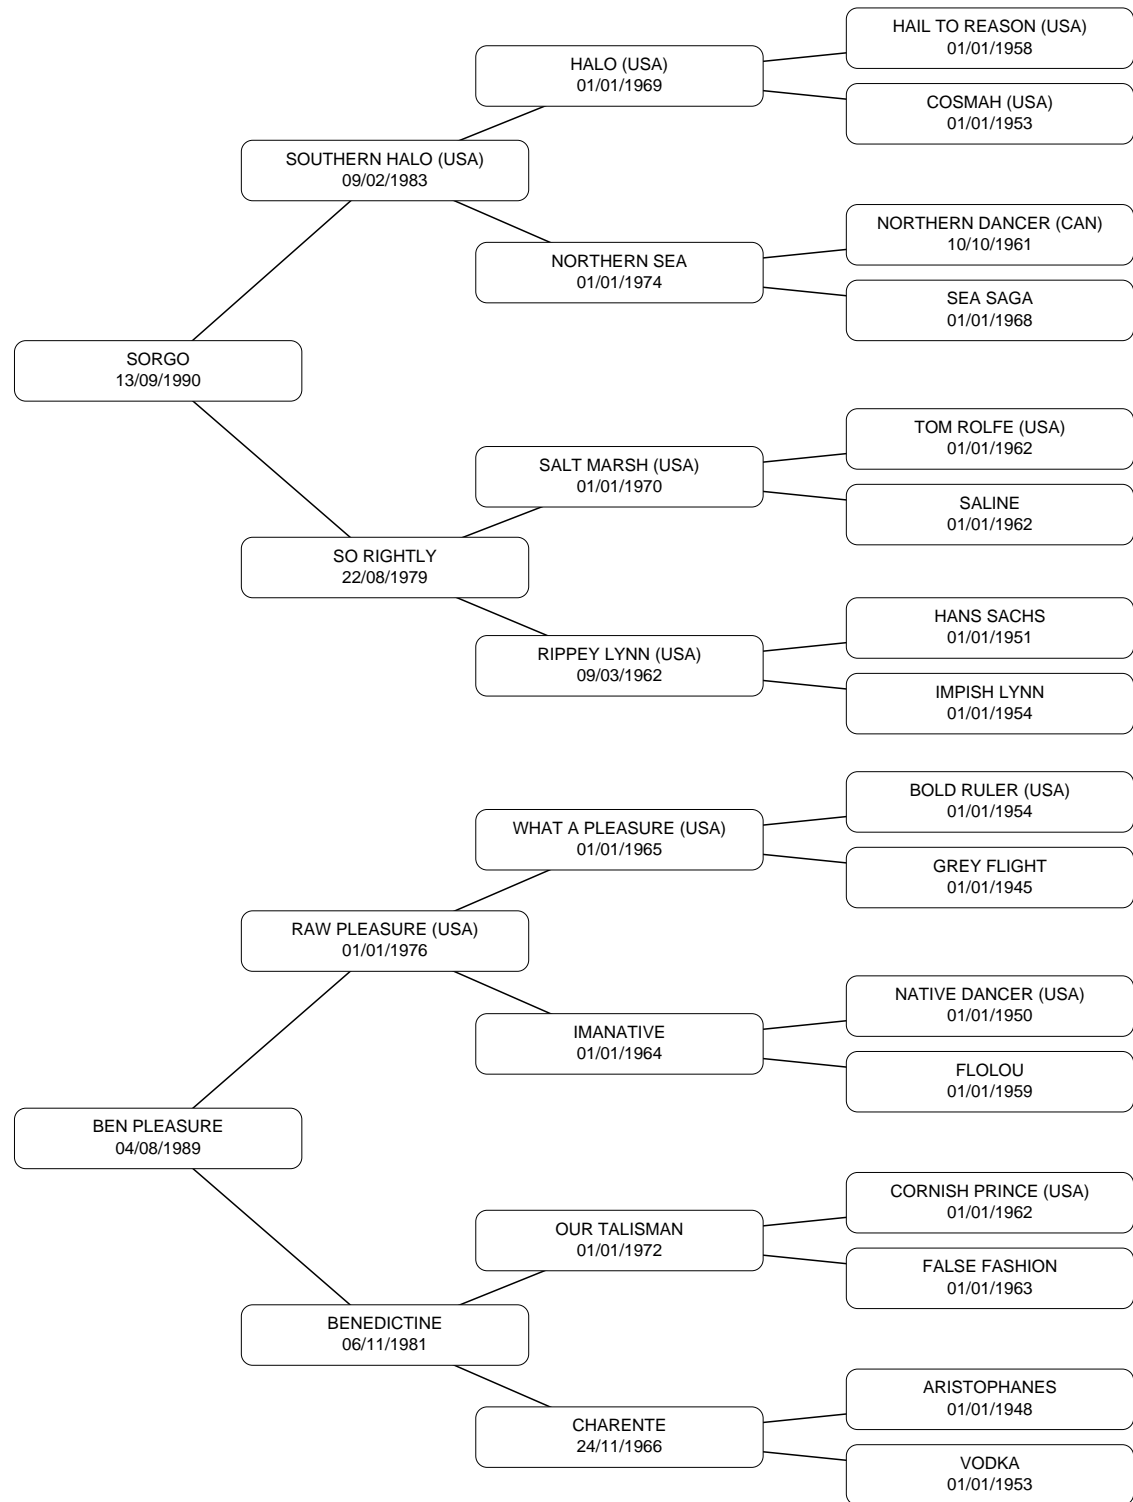 HAIL TO REASON (USA)
01/01/1958
HALO (USA)
01/01/1969
COSMAH (USA)
01/01/1953
SOUTHERN HALO (USA)
09/02/1983
NORTHERN DANCER (CAN)
10/10/1961
NORTHERN SEA
01/01/1974
SEA SAGA
01/01/1968
SORGO
13/09/1990
TOM ROLFE (USA)
01/01/1962
SALT MARSH (USA)
01/01/1970
SALINE
01/01/1962
SO RIGHTLY
22/08/1979
HANS SACHS
01/01/1951
RIPPEY LYNN (USA)
09/03/1962
IMPISH LYNN
01/01/1954
BOLD RULER (USA)
01/01/1954
WHAT A PLEASURE (USA)
01/01/1965
GREY FLIGHT
01/01/1945
RAW PLEASURE (USA)
01/01/1976
NATIVE DANCER (USA)
01/01/1950
IMANATIVE
01/01/1964
FLOLOU
01/01/1959
BEN PLEASURE
04/08/1989
CORNISH PRINCE (USA)
01/01/1962
OUR TALISMAN
01/01/1972
FALSE FASHION
01/01/1963
BENEDICTINE
06/11/1981
ARISTOPHANES
01/01/1948
CHARENTE
24/11/1966
VODKA
01/01/1953